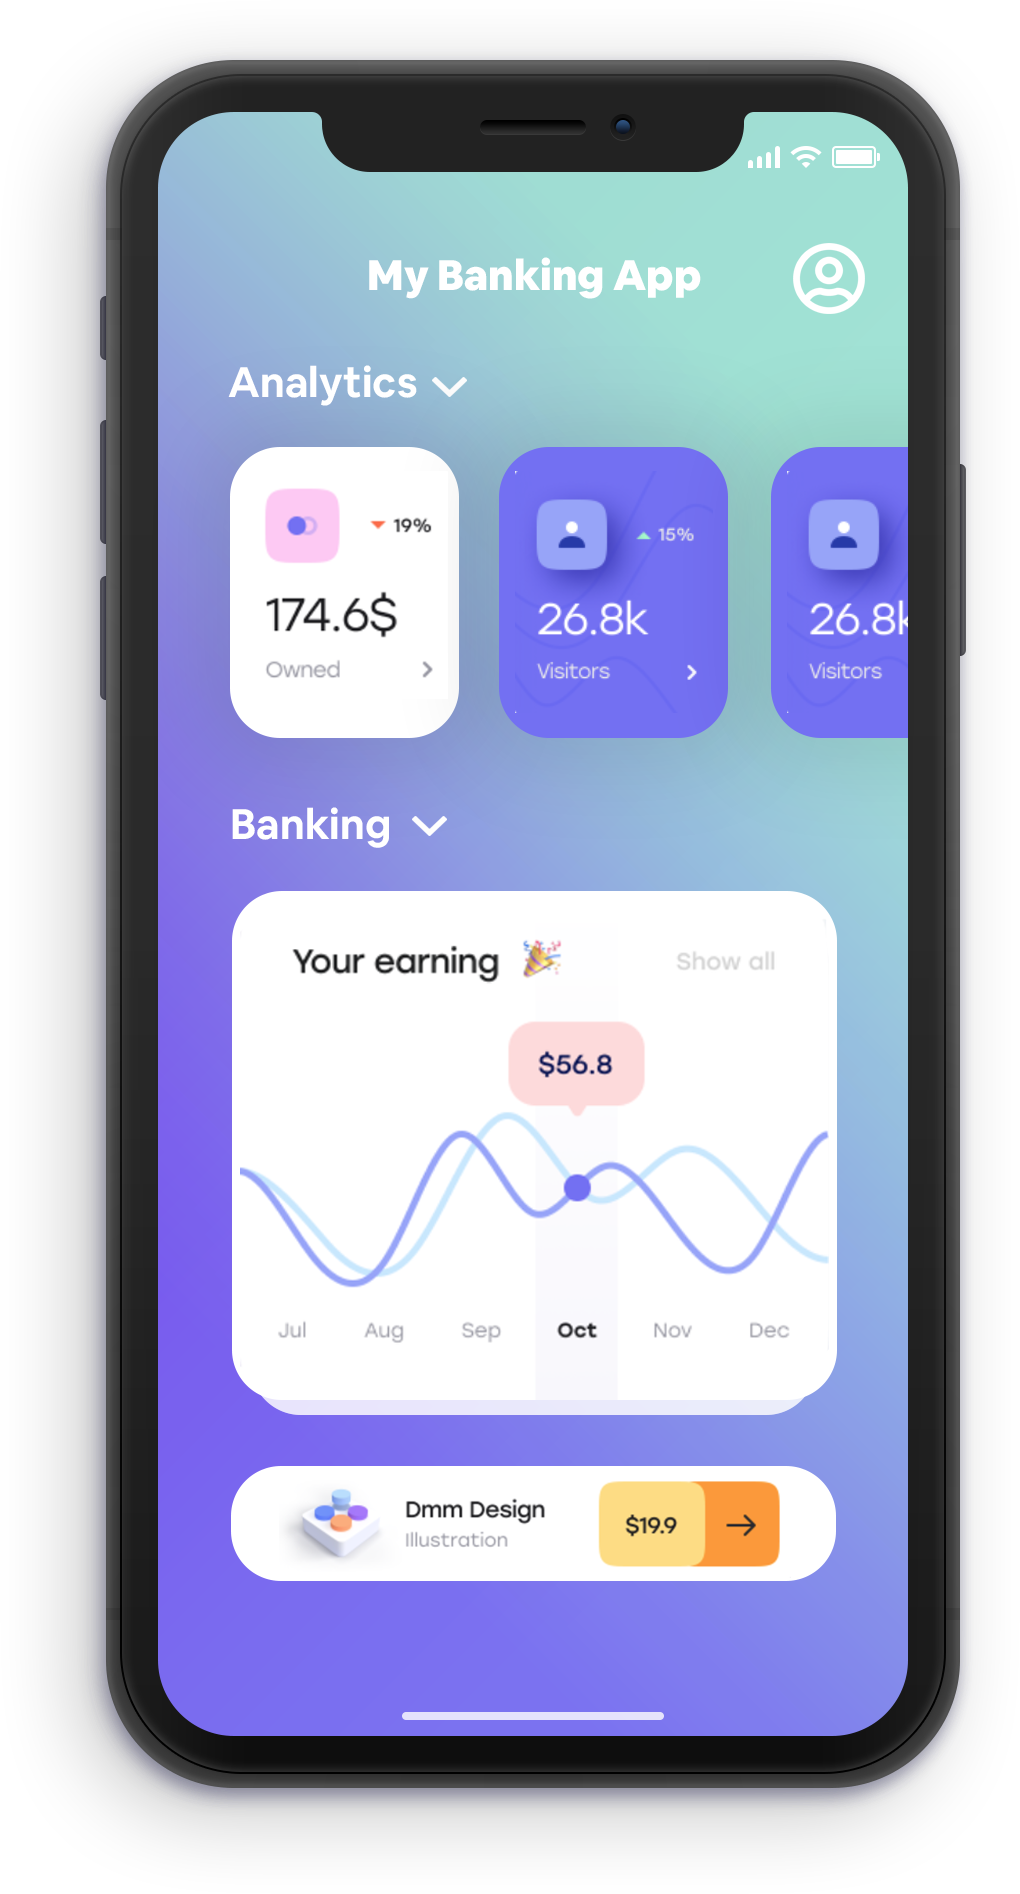 My Banking App
Analytics
19%
174.6$
Owned
15%
26.8k
Visitors
26.8k
Visitors
Banking
Your earning 🎉 Show all
$56.8
Jul Aug Sep Oct Nov Dec
Dmm Design
Illustration
$19.9